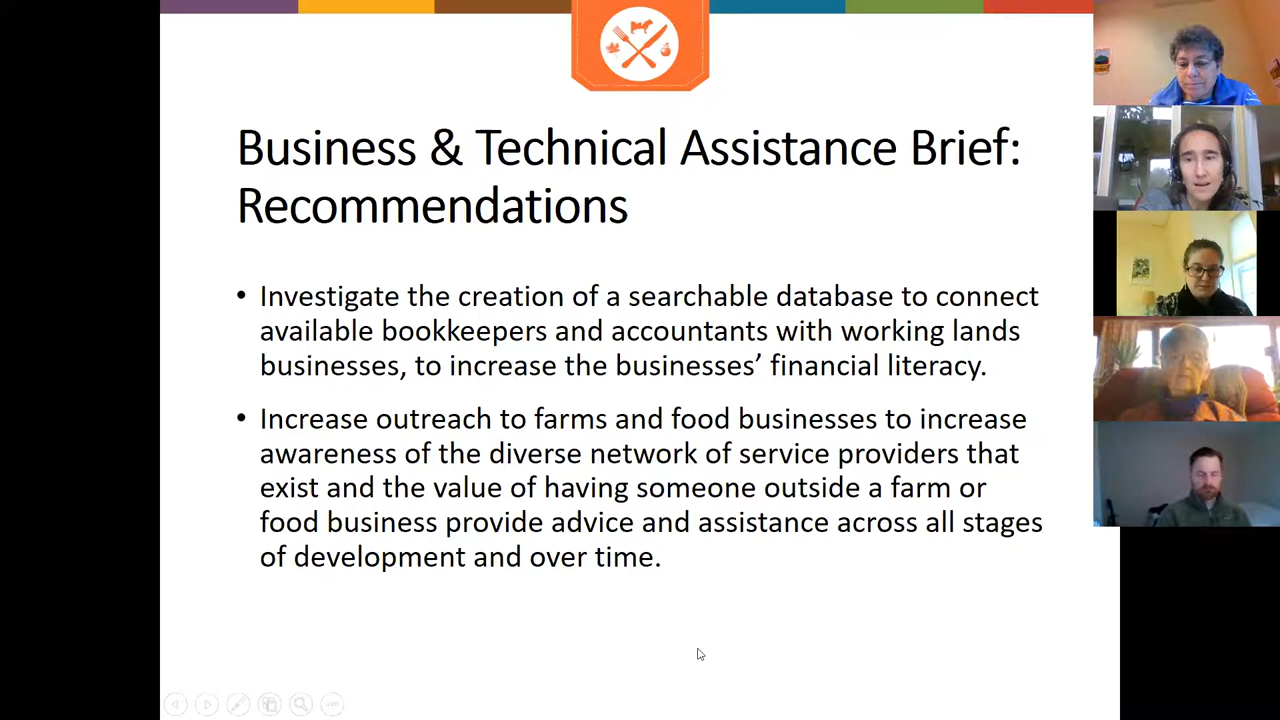 Business & Technical Assistance Brief:
Recommendations
• Investigate the creation of a searchable database to connect
available bookkeepers and accountants with working lands
businesses, to increase the businesses’ financial literacy.
• Increase outreach to farms and food businesses to increase
awareness of the diverse network of service providers that
exist and the value of having someone outside a farm or
food business provide advice and assistance across all stages
of development and over time.